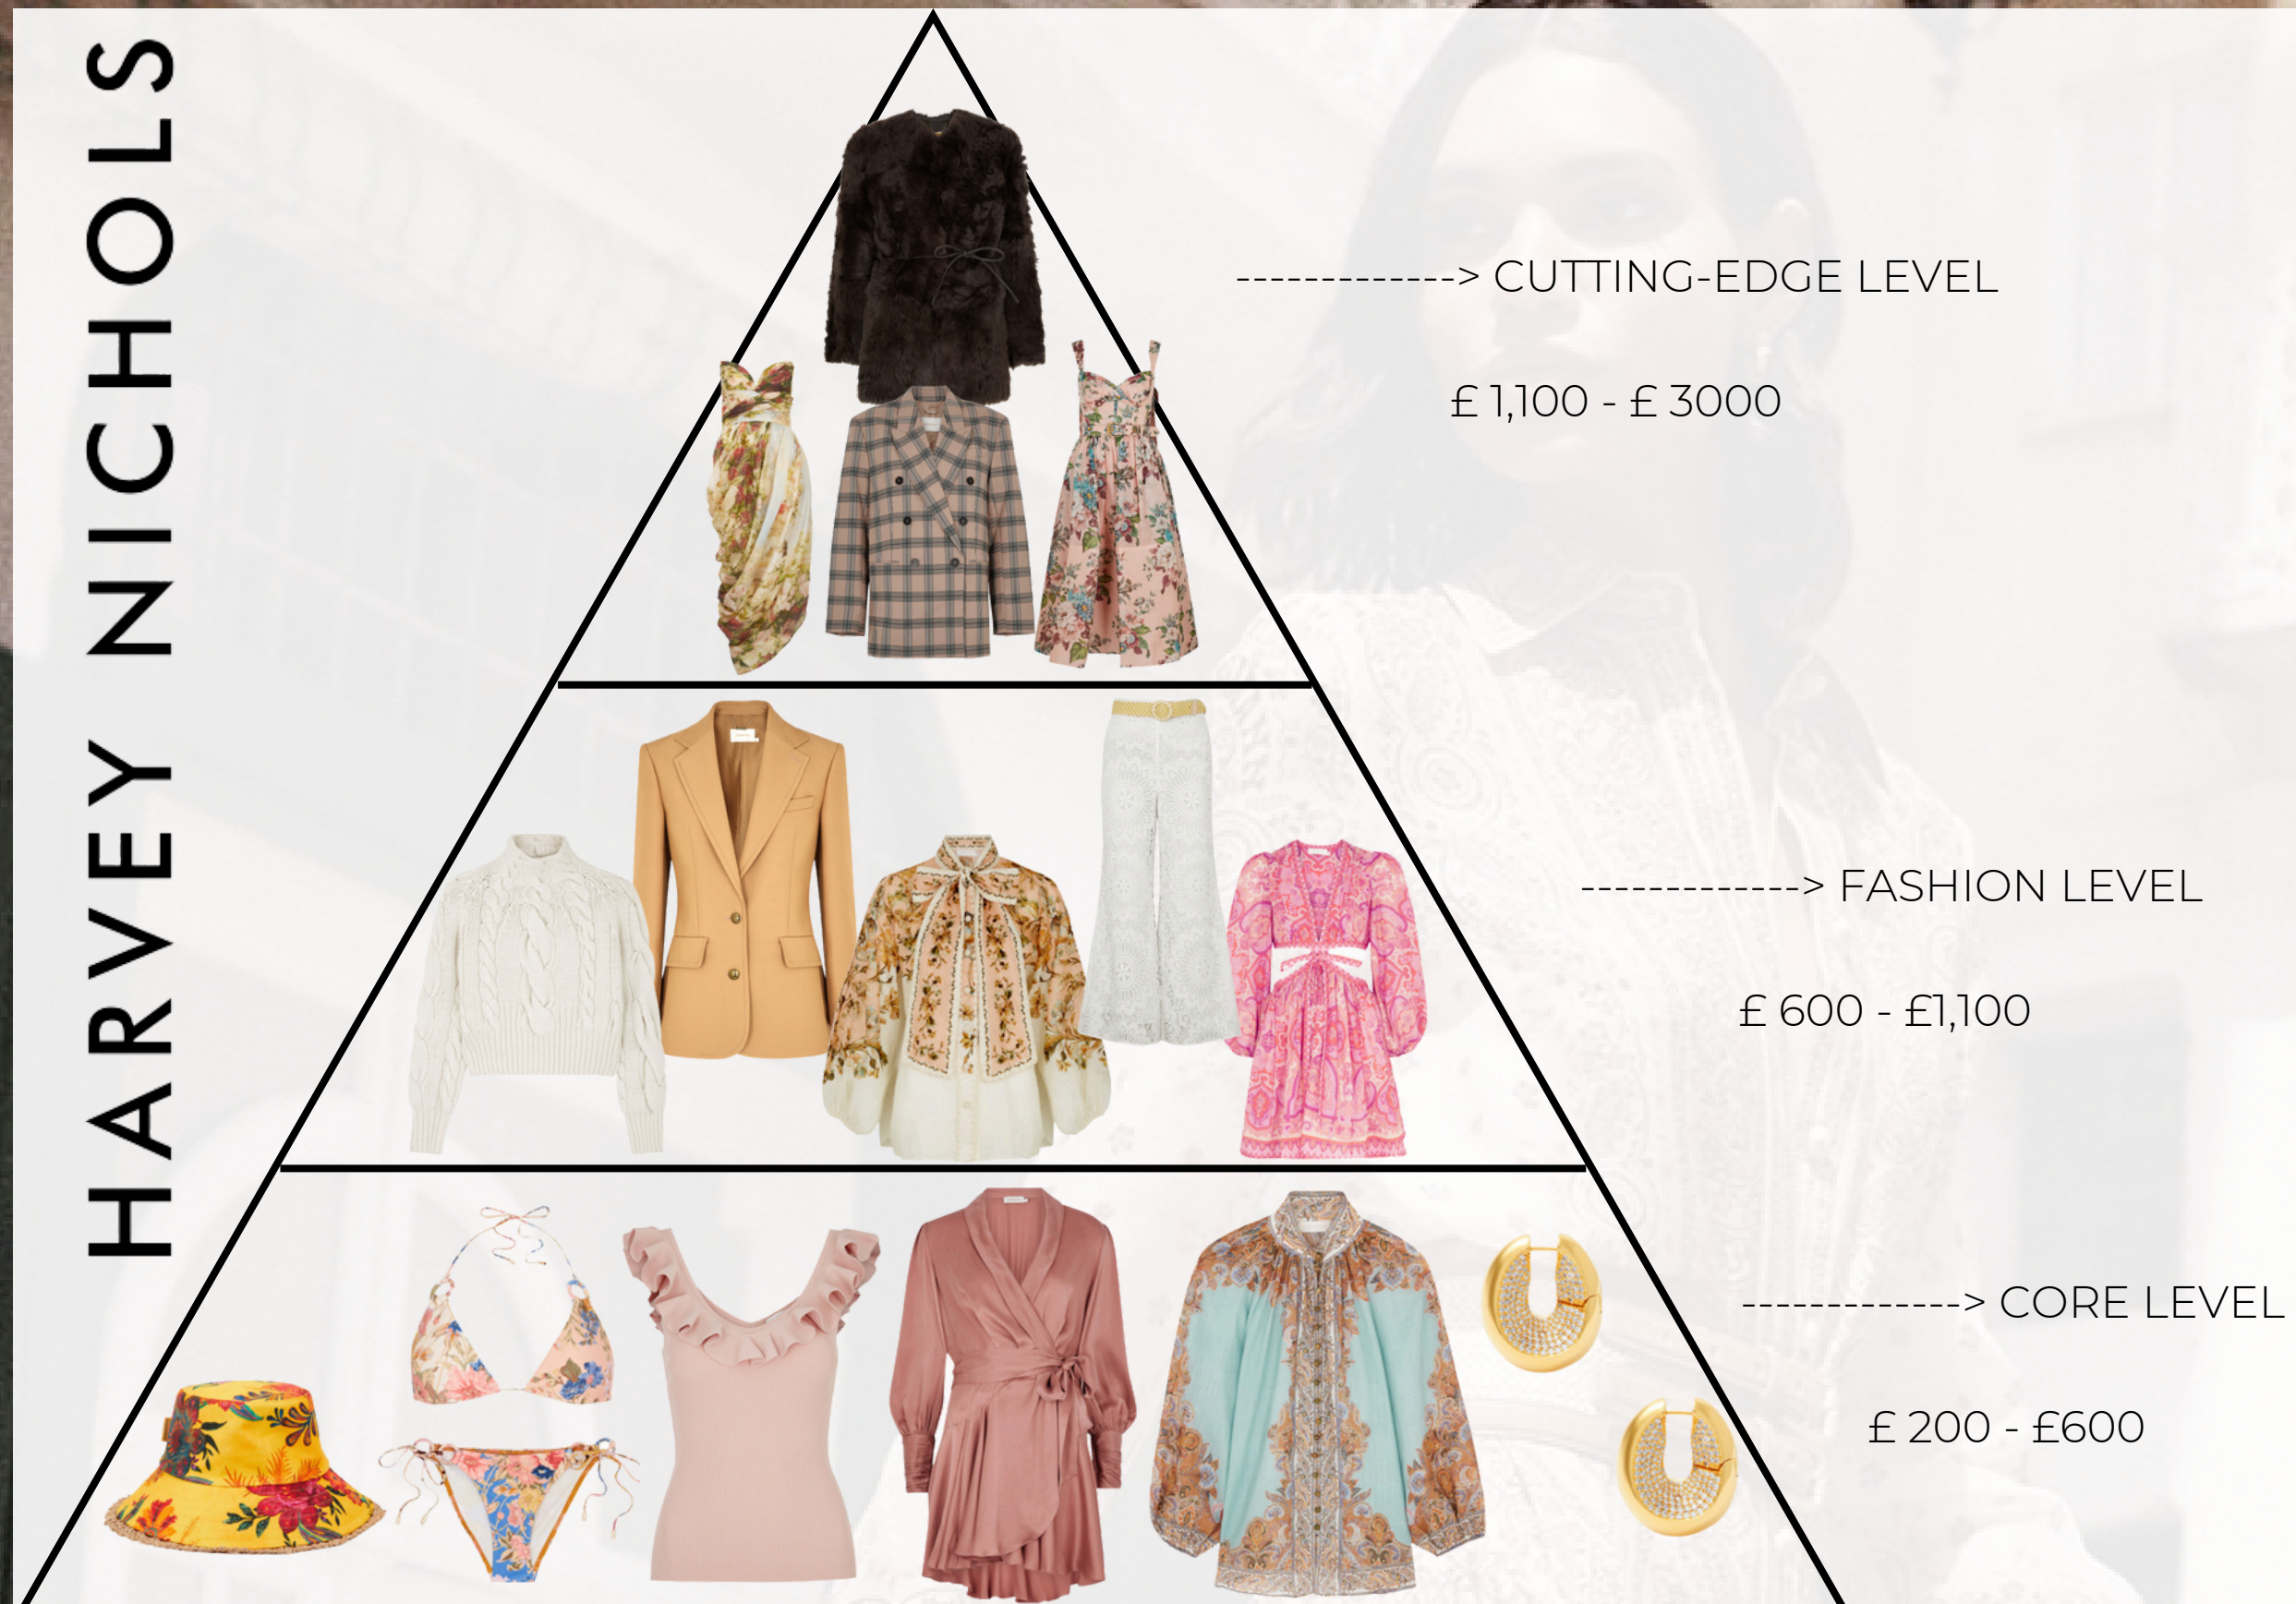 HARVEY NICHOLS
-------------> CUTTING-EDGE LEVEL
£ 1,100 - £ 3000
-------------> FASHION LEVEL
£ 600 - £1,100
-------------> CORE LEVEL
£ 200 - £600